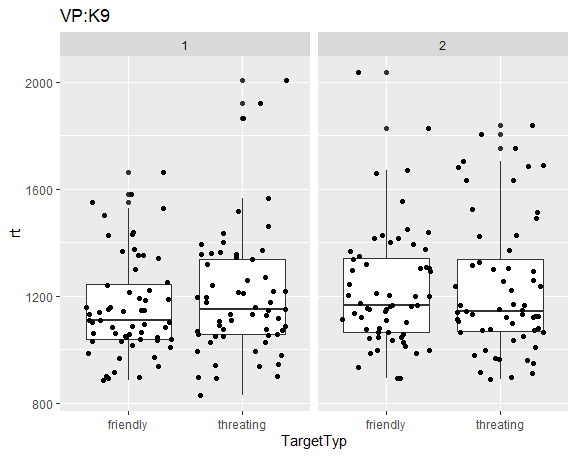 VP:K9
1 2
2000
1600
1200
800
rt
friendly threating friendly threating
TargetTyp